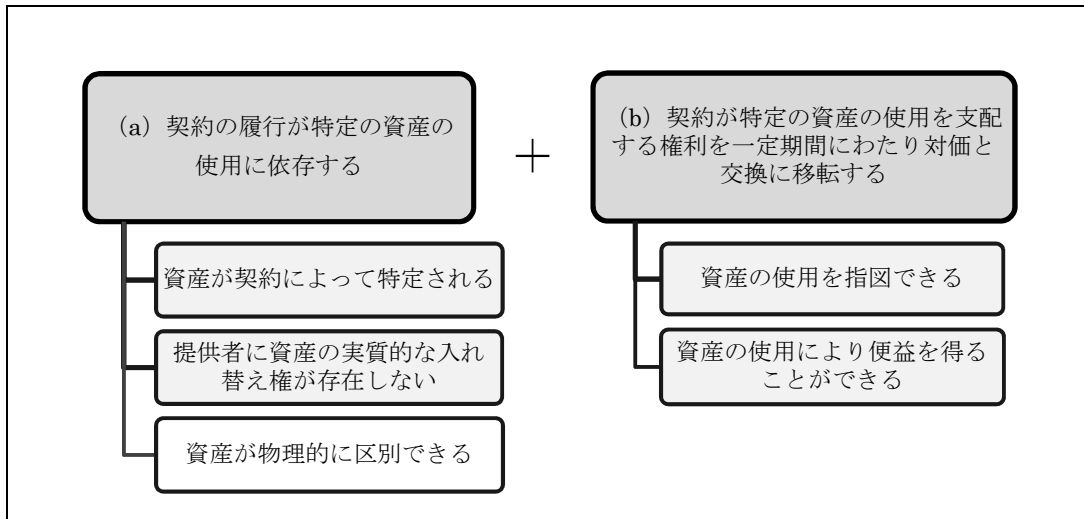 (a)契約の履行が特定の資産の
使用に依存する
+
(b)契約が特定の資産の使用を支配
する権利を一定期間にわたり対価と
交換に移転する
資産が契約によって特定される
提供者に資産の実質的な入れ
替え権が存在しない
資産が物理的に区別できる
資産の使用を指図できる
資産の使用により便益を得る
ことができる